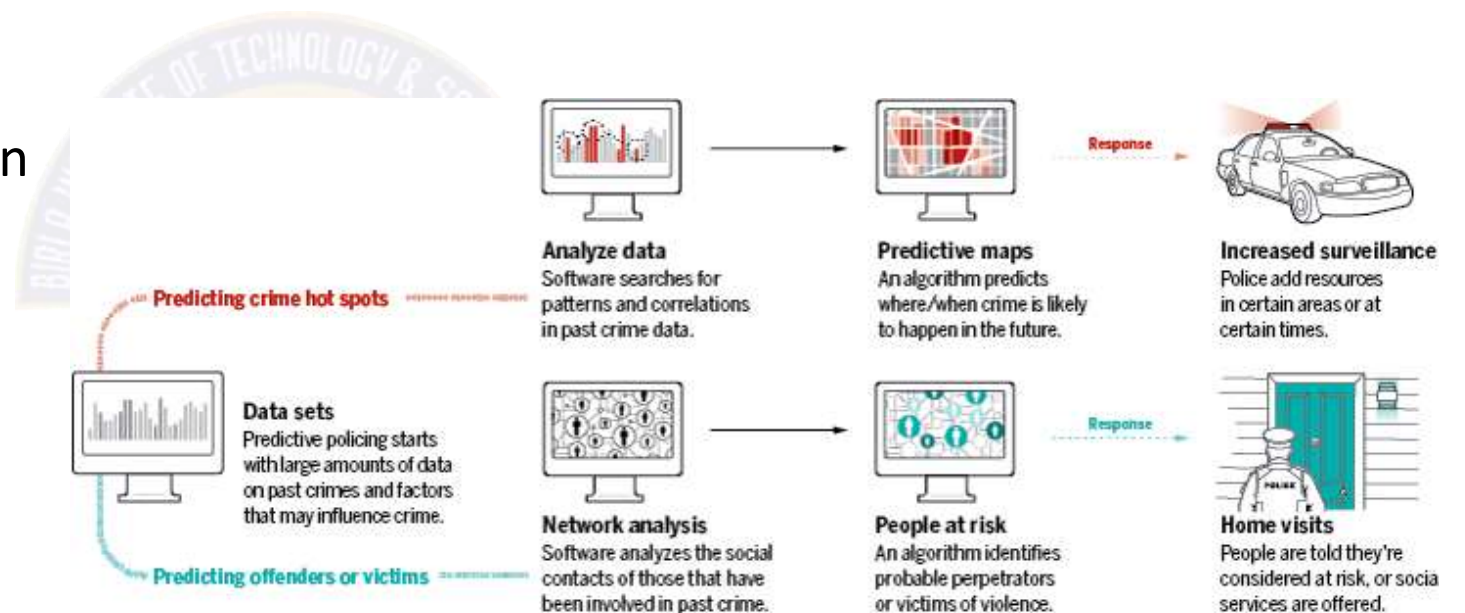 OF TECHNOLOGY &
BIRLA
n
Predicting crime hot spots
Analyze data
Software searches for
patterns and correlations
in past crime data.
Predictive maps
An algorithm predicts
where/when crime is likely
to happen in the future.
Response
Increased surveillance
Police add resources
in certain areas or at
certain times.
Data sets
Predictive policing starts
with large amounts of data
on past crimes and factors
that may influence crime.
Predicting offenders or victims
Network analysis
Software analyzes the social
contacts of those that have
been involved in past crime.
People at risk
An algorithm identifies
probable perpetrators
or victims of violence.
Response
POLICE
Home visits
People are told they're
considered at risk, or socia
services are offered.